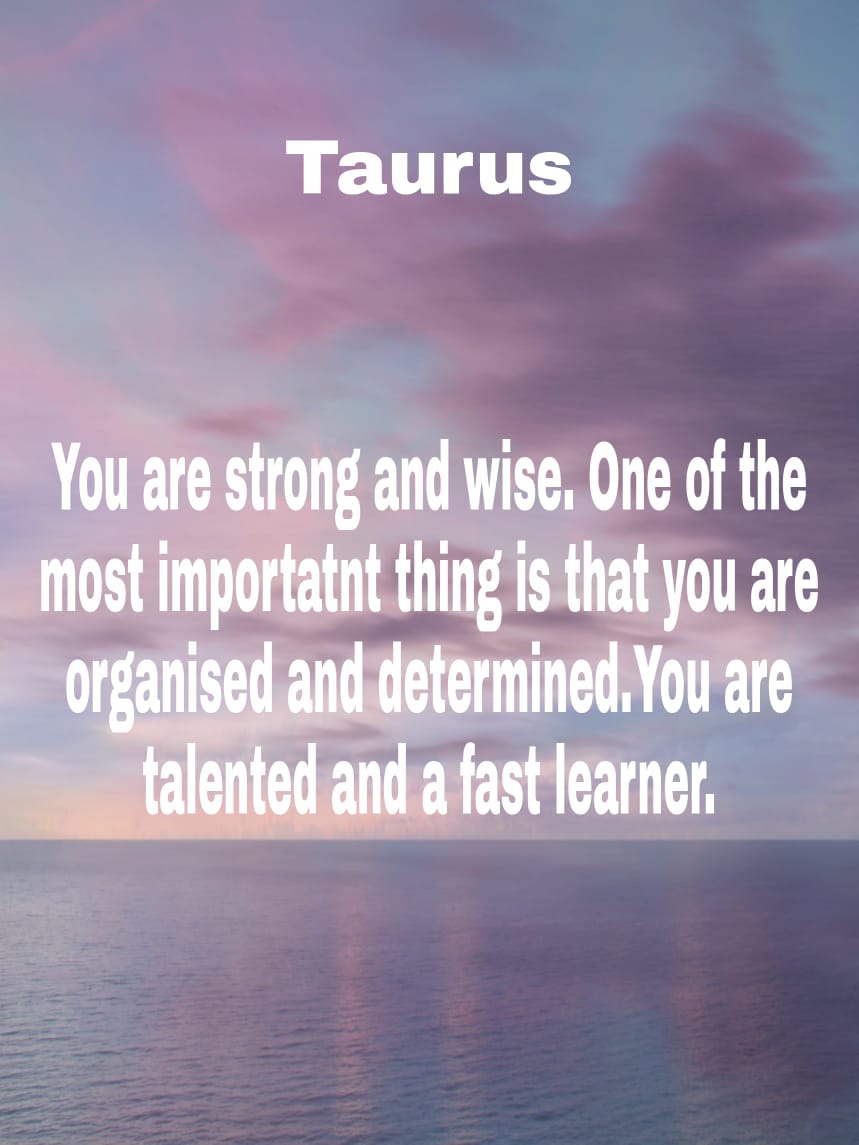 Taurus
You are strong and wise. One of the
most importatnt thing is that you are
organised and determined.You are
talented and a fast learner.